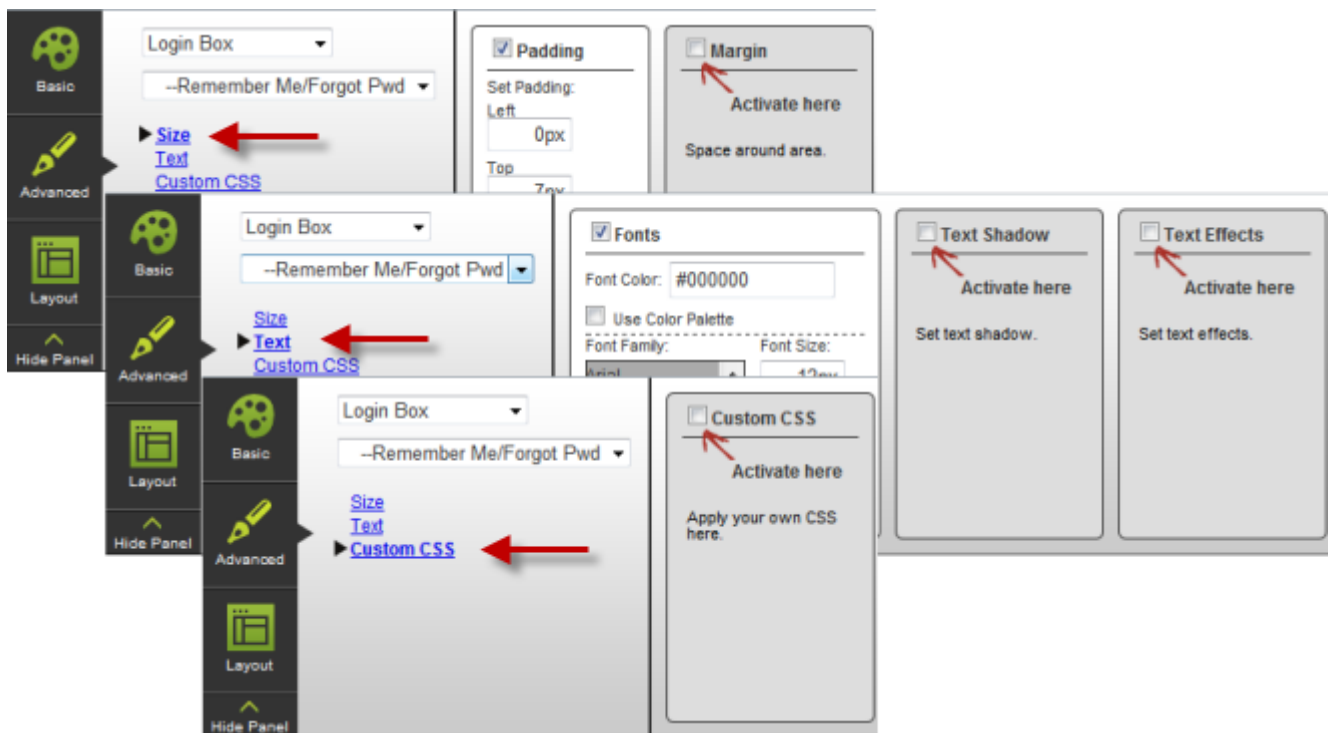 Basic
Advanced
Layout
Hide Panel
Login Box
--Remember Me/Forgot Pwd
Size
Text
Custom CSS
Padding
Set Padding:
Left
0px
Top
7px
Margin
Activate here
Space around area.
Basic
Advanced
Layout
Hide Panel
Login Box
--Remember Me/Forgot Pwd
Size
Text
Custom CSS
Fonts
Font Color: #000000
Use Color Palette
Font Family: Font Size:
Arial 12px
Text Shadow
Activate here
Set text shadow.
Text Effects
Activate here
Set text effects.
Basic
Advanced
Layout
Hide Panel
Login Box
--Remember Me/Forgot Pwd
Size
Text
Custom CSS
Custom CSS
Activate here
Apply your own CSS
here.